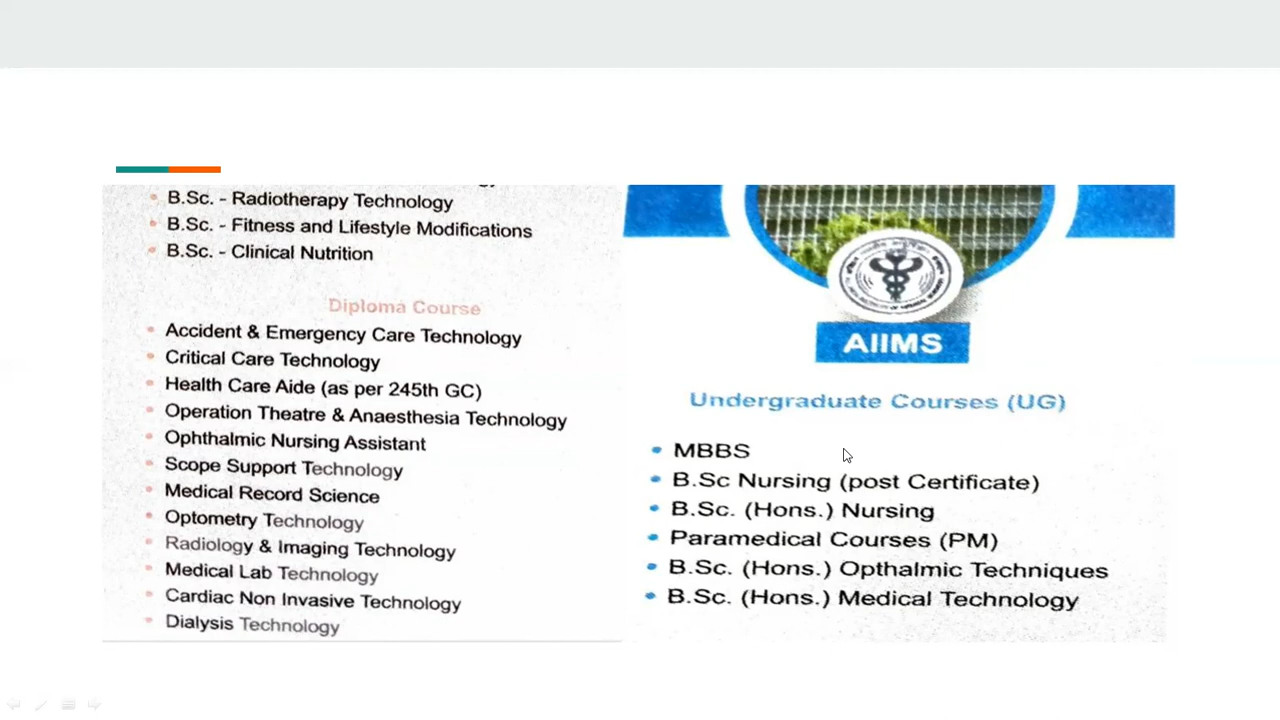 B.Sc. - Radiotherapy Technology
B.Sc. - Fitness and Lifestyle Modifications
B.Sc. - Clinical Nutrition
Diploma Course
Accident & Emergency Care Technology
Critical Care Technology
Health Care Aide (as per 245th GC)
Operation Theatre & Anaesthesia Technology
Ophthalmic Nursing Assistant
Scope Support Technology
Medical Record Science
Optometry Technology
Radiology & Imaging Technology
Medical Lab Technology
Cardiac Non Invasive Technology
Dialysis Technology
AIIMS
Undergraduate Courses (UG)
MBBS
B.Sc Nursing (post Certificate)
B.Sc. (Hons.) Nursing
Paramedical Courses (PM)
B.Sc. (Hons.) Opthalmic Techniques
B.Sc. (Hons.) Medical Technology